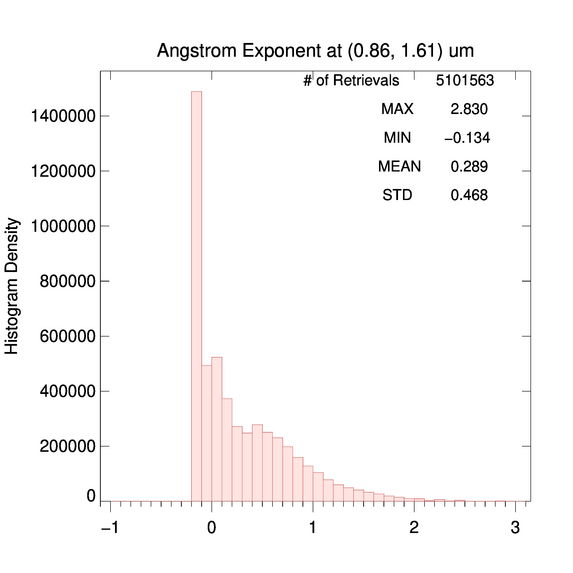 Angstrom Exponent at (0.86, 1.61) um
# of Retrievals 5101563
MAX 2.830
MIN −0.134
MEAN 0.289
STD 0.468
Histogram Density
1400000
1200000
1000000
800000
600000
400000
200000
0
−1 0 1 2 3